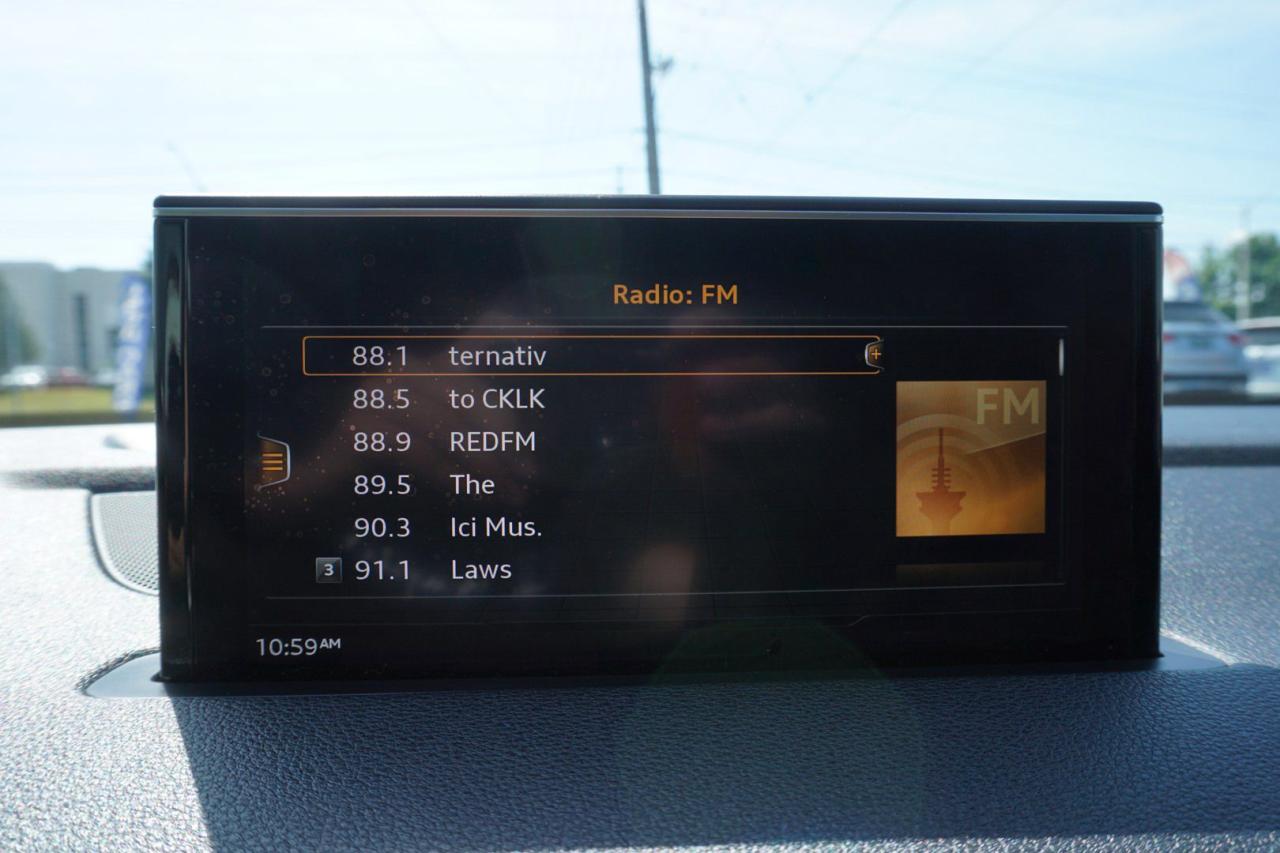 Radio: FM
88.1 ternativ
88.5 to CKLK
88.9 REDFM
89.5 The
90.3 Ici Mus.
3 91.1 Laws
FM
10:59AM